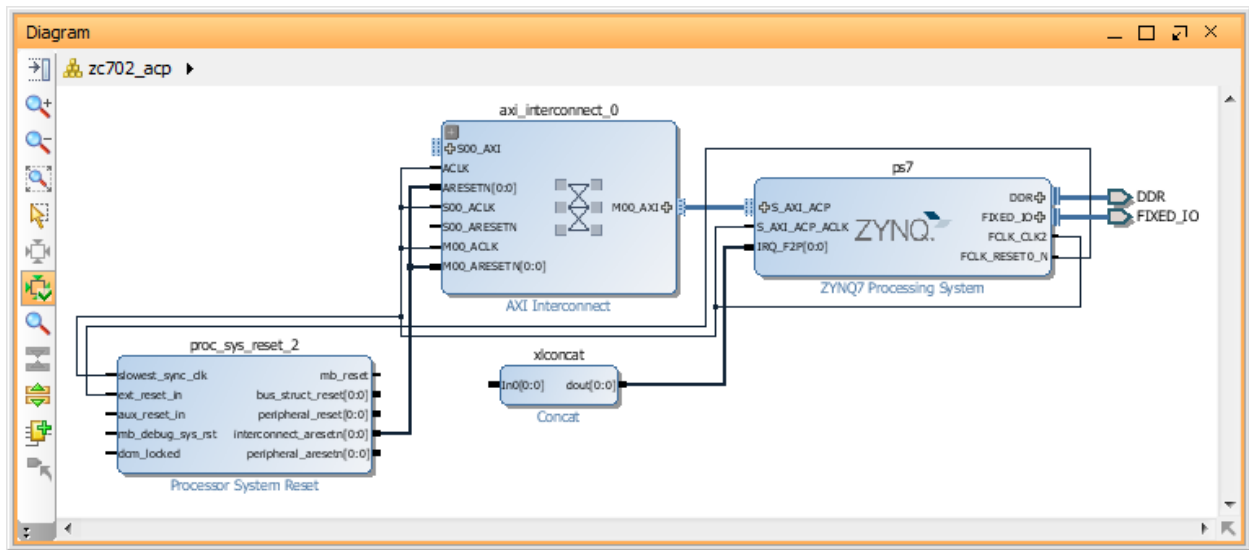 Diagram
zc702_acp
axi_interconnect_0
S00_AXI
ACLK
ARESETN[0:0]
S00_ACLK
S00_ARESETN
M00_ACLK
M00_ARESETN[0:0]
M00_AXI
AXI Interconnect
ps7
S_AXI_ACP
S_AXI_ACP_ACLK
IRQ_F2P[0:0]
ZYNQ.
DDR
FIXED_IO
FCLK_CLK2
FCLK_RESET0_N
ZYNQ7 Processing System
DDR
FIXED_IO
proc_sys_reset_2
slowest_sync_clk
ext_reset_in
aux_reset_in
mb_debug_sys_rst
dcm_locked
mb_reset
bus_struct_reset[0:0]
peripheral_reset[0:0]
interconnect_aresetn[0:0]
peripheral_aresetn[0:0]
Processor System Reset
xlconcat
In0[0:0]
dout[0:0]
Concat